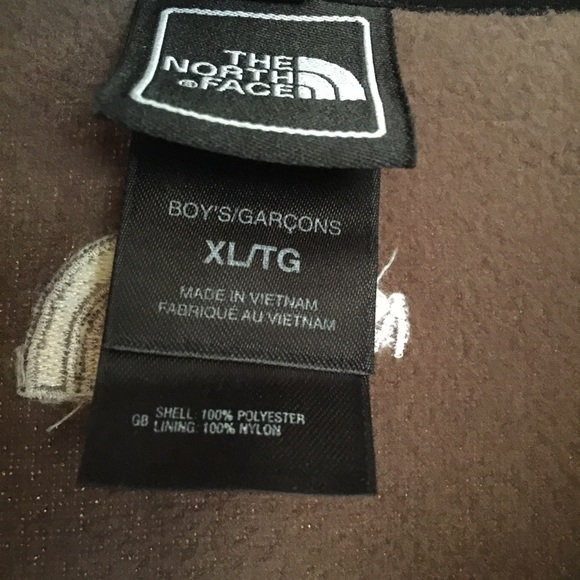 THE
NORTH
FACE
BOY'S/GARÇONS
XL/TG
MADE IN VIETNAM
FABRIQUÉ AU VIETNAM
SHELL: 100% POLYESTER
GB LINING: 100% NYLON